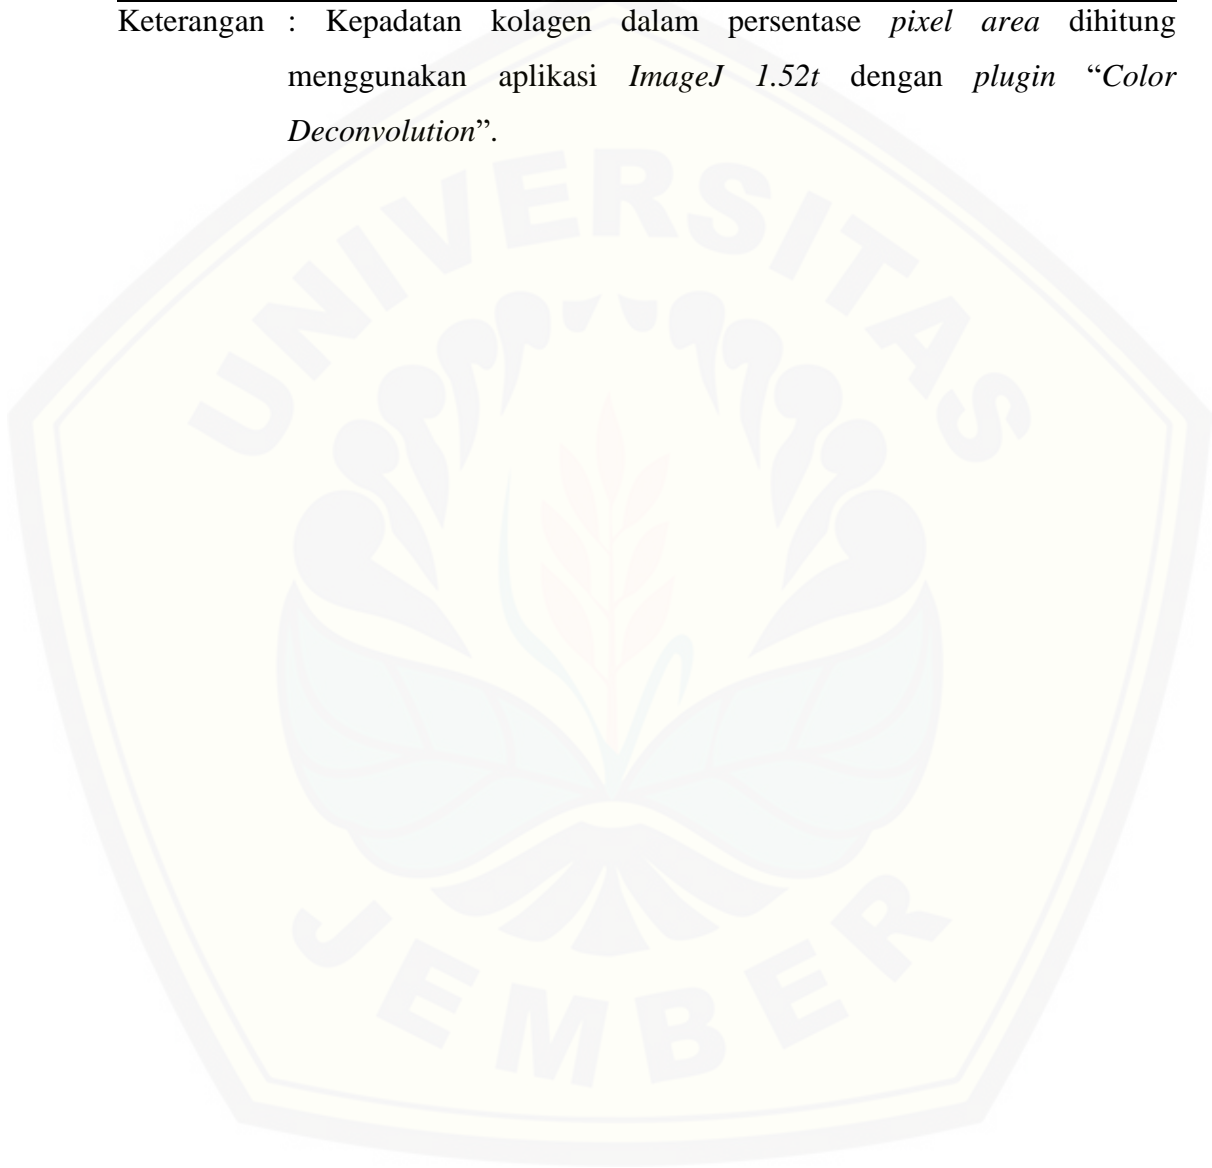 Keterangan : Kepadatan kolagen dalam persentase pixel area dihitung
menggunakan aplikasi ImageJ 1.52t dengan plugin “Color
Deconvolution”.
UNIVERSITAS
JEMBER